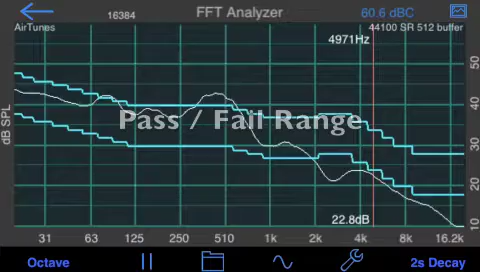 16384 FFT Analyzer 60.6 dBC
AirTunes 44100 SR 512 buffer
4971Hz
50
40
30
20
10
dB SPL
Pass / Fail Range
22.8dB
31 63 125 250 510 1k 2k 4k 8k 16.2k
Octave 2s Decay